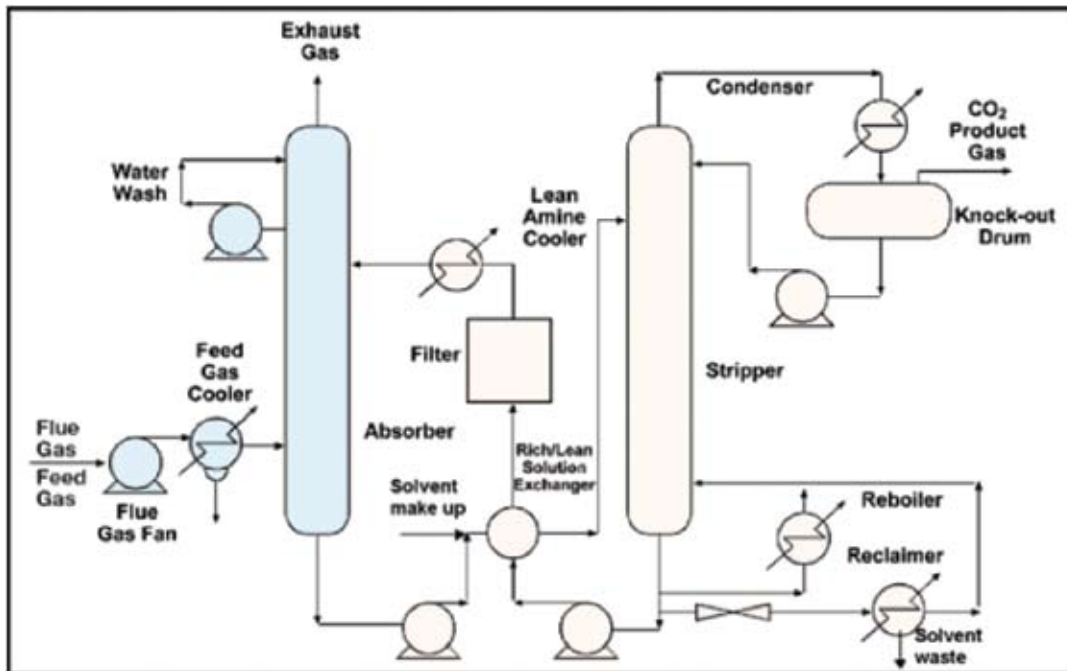 Exhaust
Gas
Condenser
CO2
Product
Gas
Water
Wash
Lean
Amine
Cooler
Knock-out
Drum
Feed
Gas
Cooler
Filter
Stripper
Flue
Gas
Feed
Gas
Absorber
Rich/Lean
Solution
Exchanger
Solvent
make up
Flue
Gas Fan
Reboiler
Reclaimer
Solvent
waste